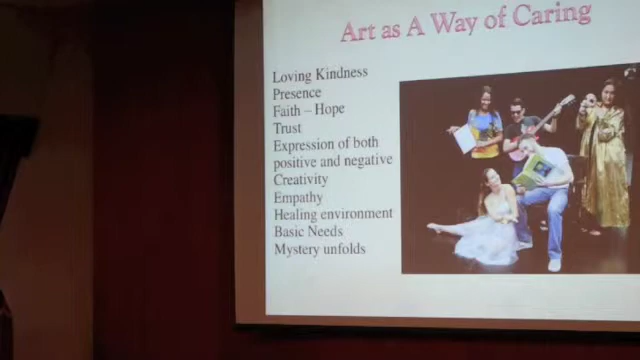 Art as A Way of Caring
Loving Kindness
Presence
Faith – Hope
Trust
Expression of both
positive and negative
Creativity
Empathy
Healing environment
Basic Needs
Mystery unfolds